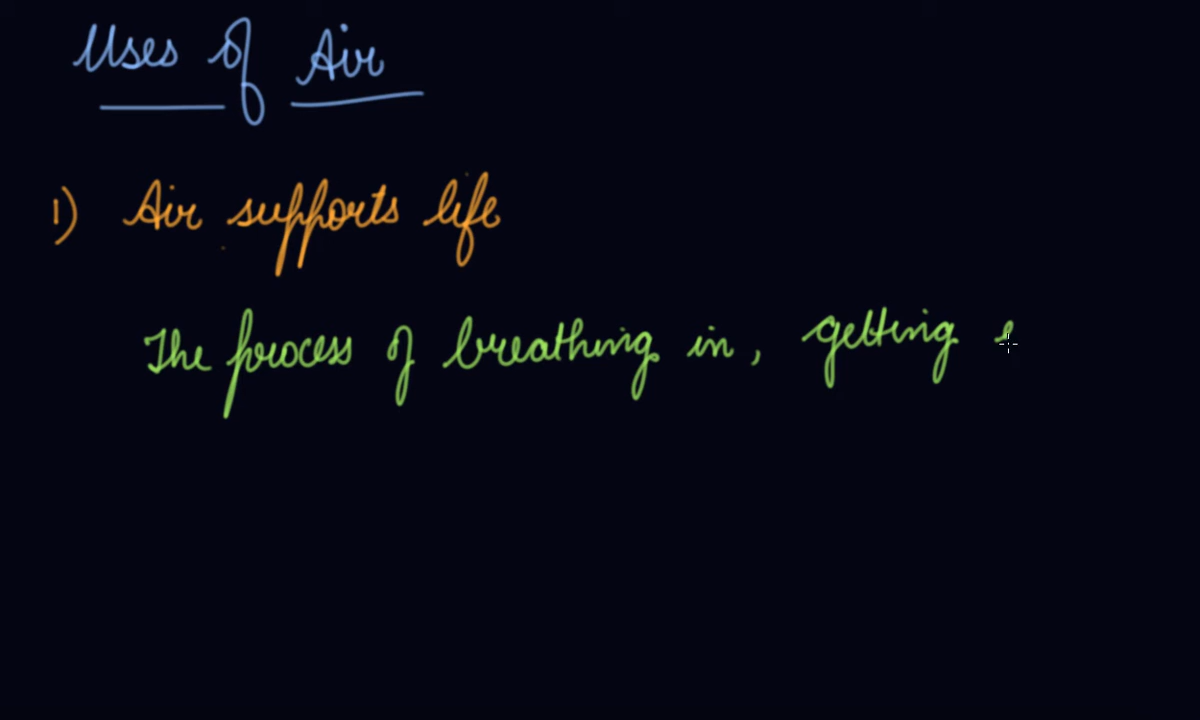 Uses of Air
1) Air supports life
The process of breathing in, getting